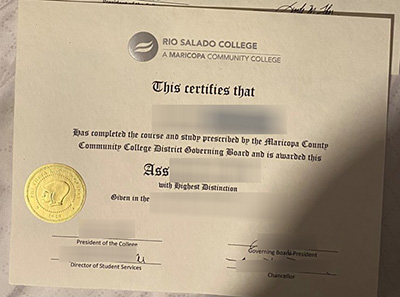 RIO SALADO COLLEGE
A MARICOPA COMMUNITY COLLEGE
This certifies that
Has completed the course and study prescribed by the Maricopa County
Community College District Governing Board and is awarded this
Ass
with Highest Distinction
Given in the
President of the College
Governing Board President
Director of Student Services
Chancellor